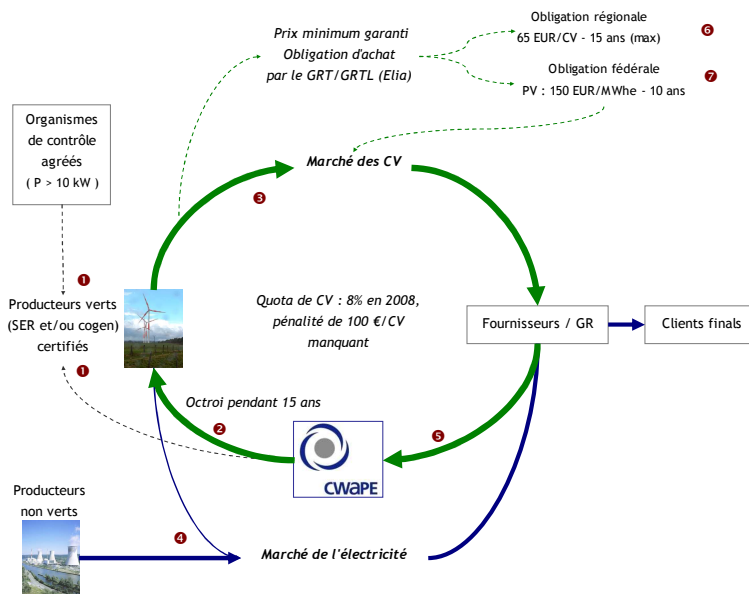 Prix minimum garanti
Obligation d'achat
par le GRT/GRTL (Elia)
Obligation régionale
65 EUR/CV - 15 ans (max)
6
Obligation fédérale
PV : 150 EUR/MWhe - 10 ans
7
Organismes
de contrôle
agréés
( P > 10 kW )
Marché des CV
3
1
Producteurs verts
(SER et/ou cogen)
certifiés
1
Quota de CV : 8% en 2008,
pénalité de 100 €/CV
manquant
Fournisseurs / GR
Clients finals
Octroi pendant 15 ans
2
5
CWAPE
Producteurs
non verts
4
Marché de l'électricité